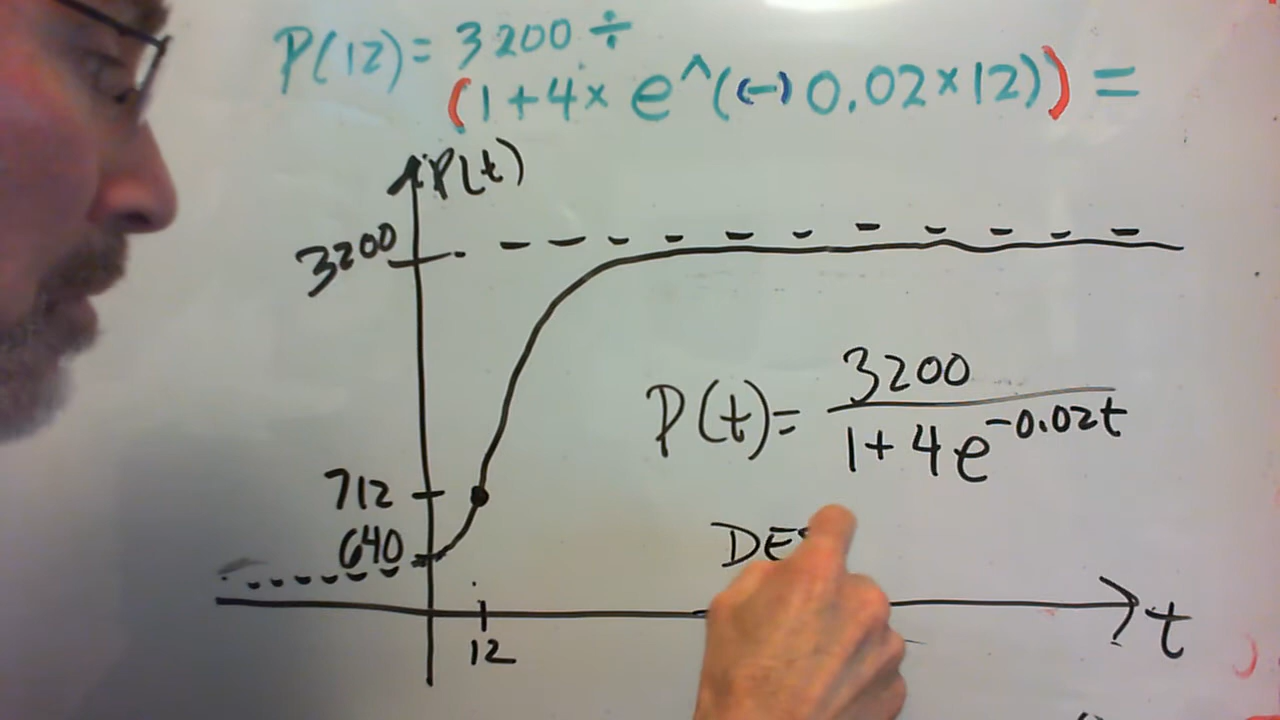 P(12) = 3200 ÷
(1+4× e^((-)0.02×12)) =
P(t)
3200
P(t)= 3200 / 1+4e^-0.02t
712
640
12
t